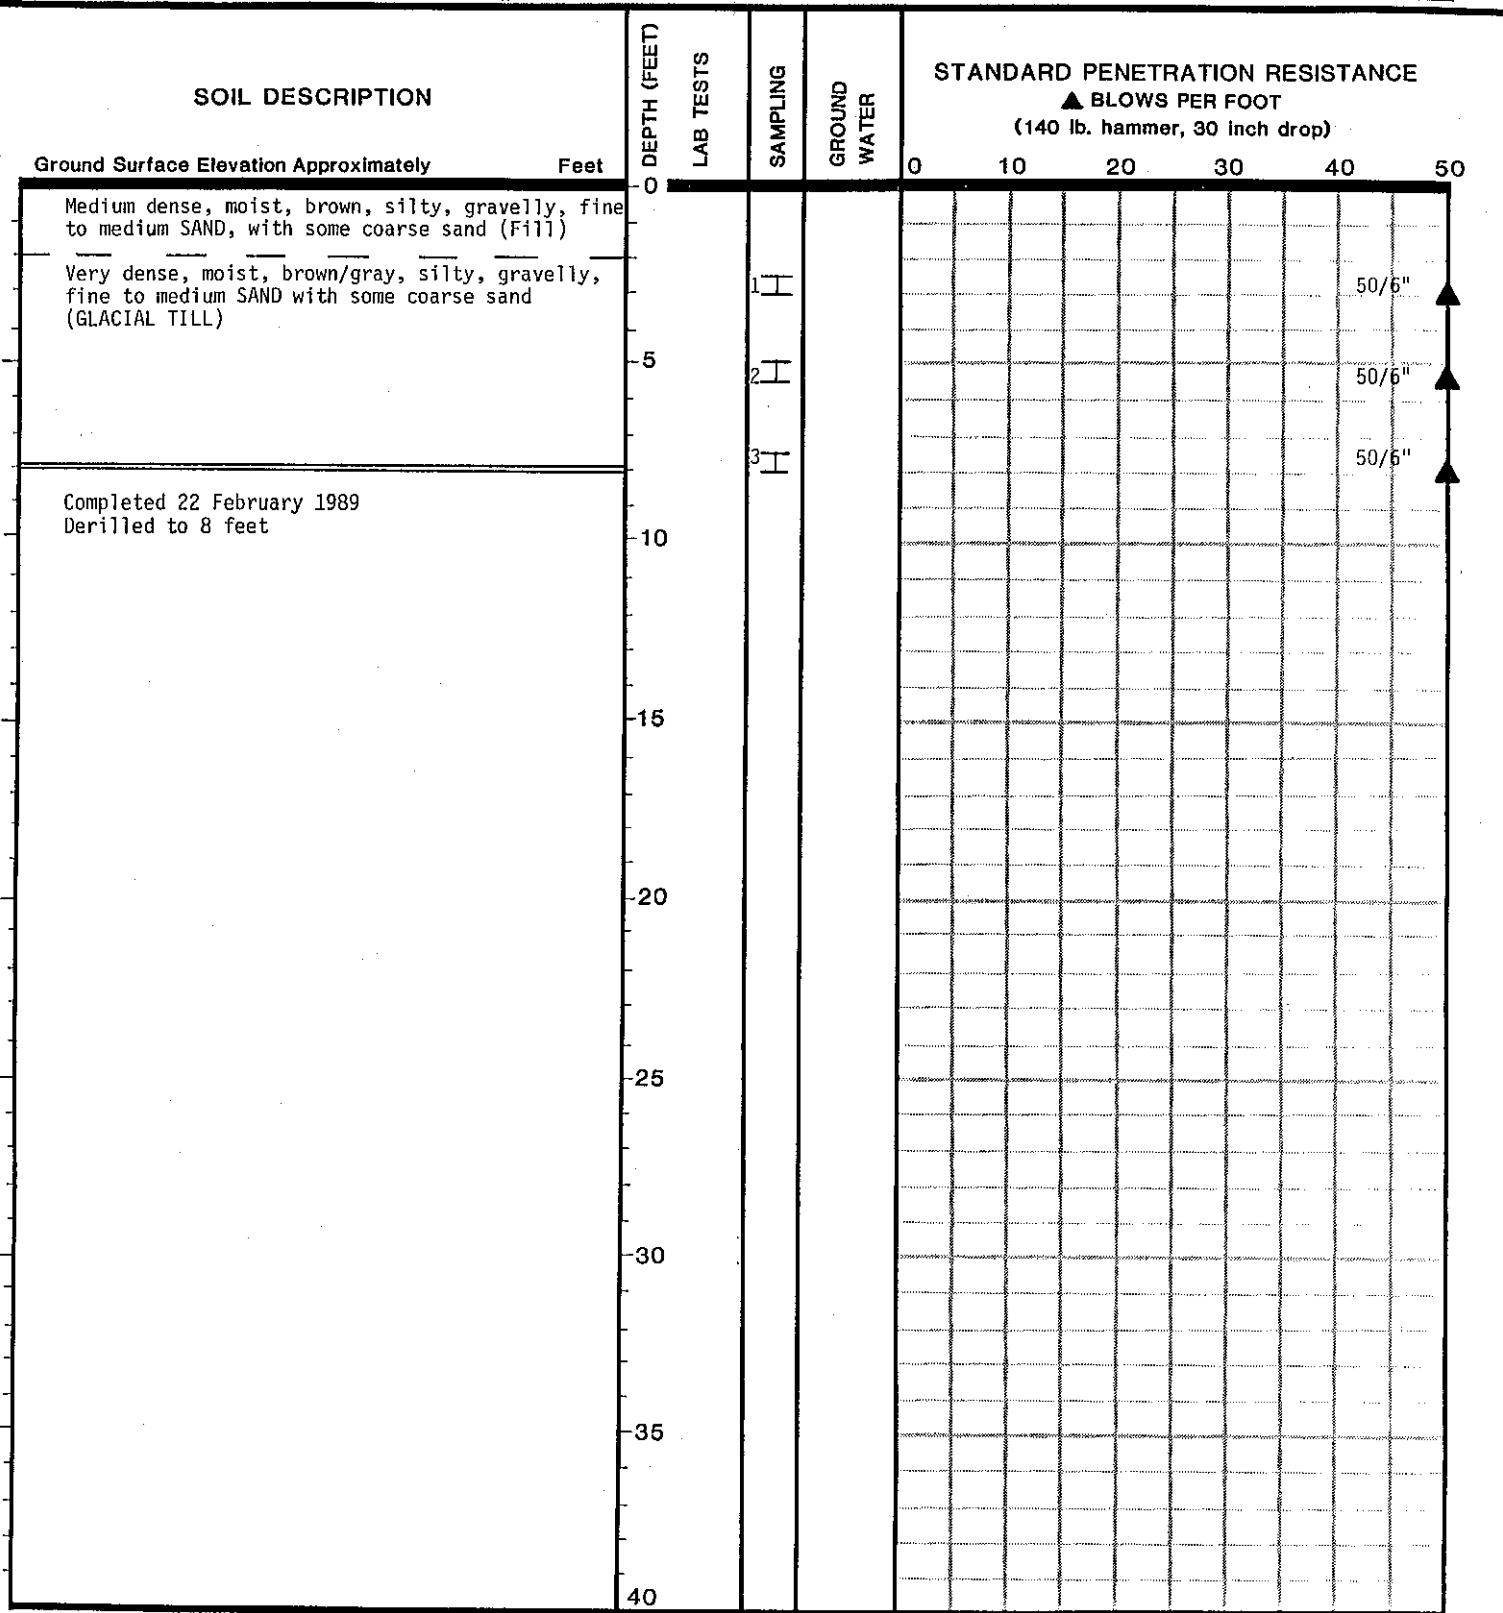 SOIL DESCRIPTION
Ground Surface Elevation Approximately Feet
DEPTH (FEET)
LAB TESTS
SAMPLING
GROUND
WATER
STANDARD PENETRATION RESISTANCE
▲ BLOWS PER FOOT
(140 lb. hammer, 30 inch drop)
0 10 20 30 40 50
0
Medium dense, moist, brown, silty, gravelly, fine
to medium SAND, with some coarse sand (Fill)
Very dense, moist, brown/gray, silty, gravelly,
fine to medium SAND with some coarse sand
(GLACIAL TILL)
1
50/6"
5
2
50/6"
3
50/6"
Completed 22 February 1989
Derilled to 8 feet
10
15
20
25
30
35
40